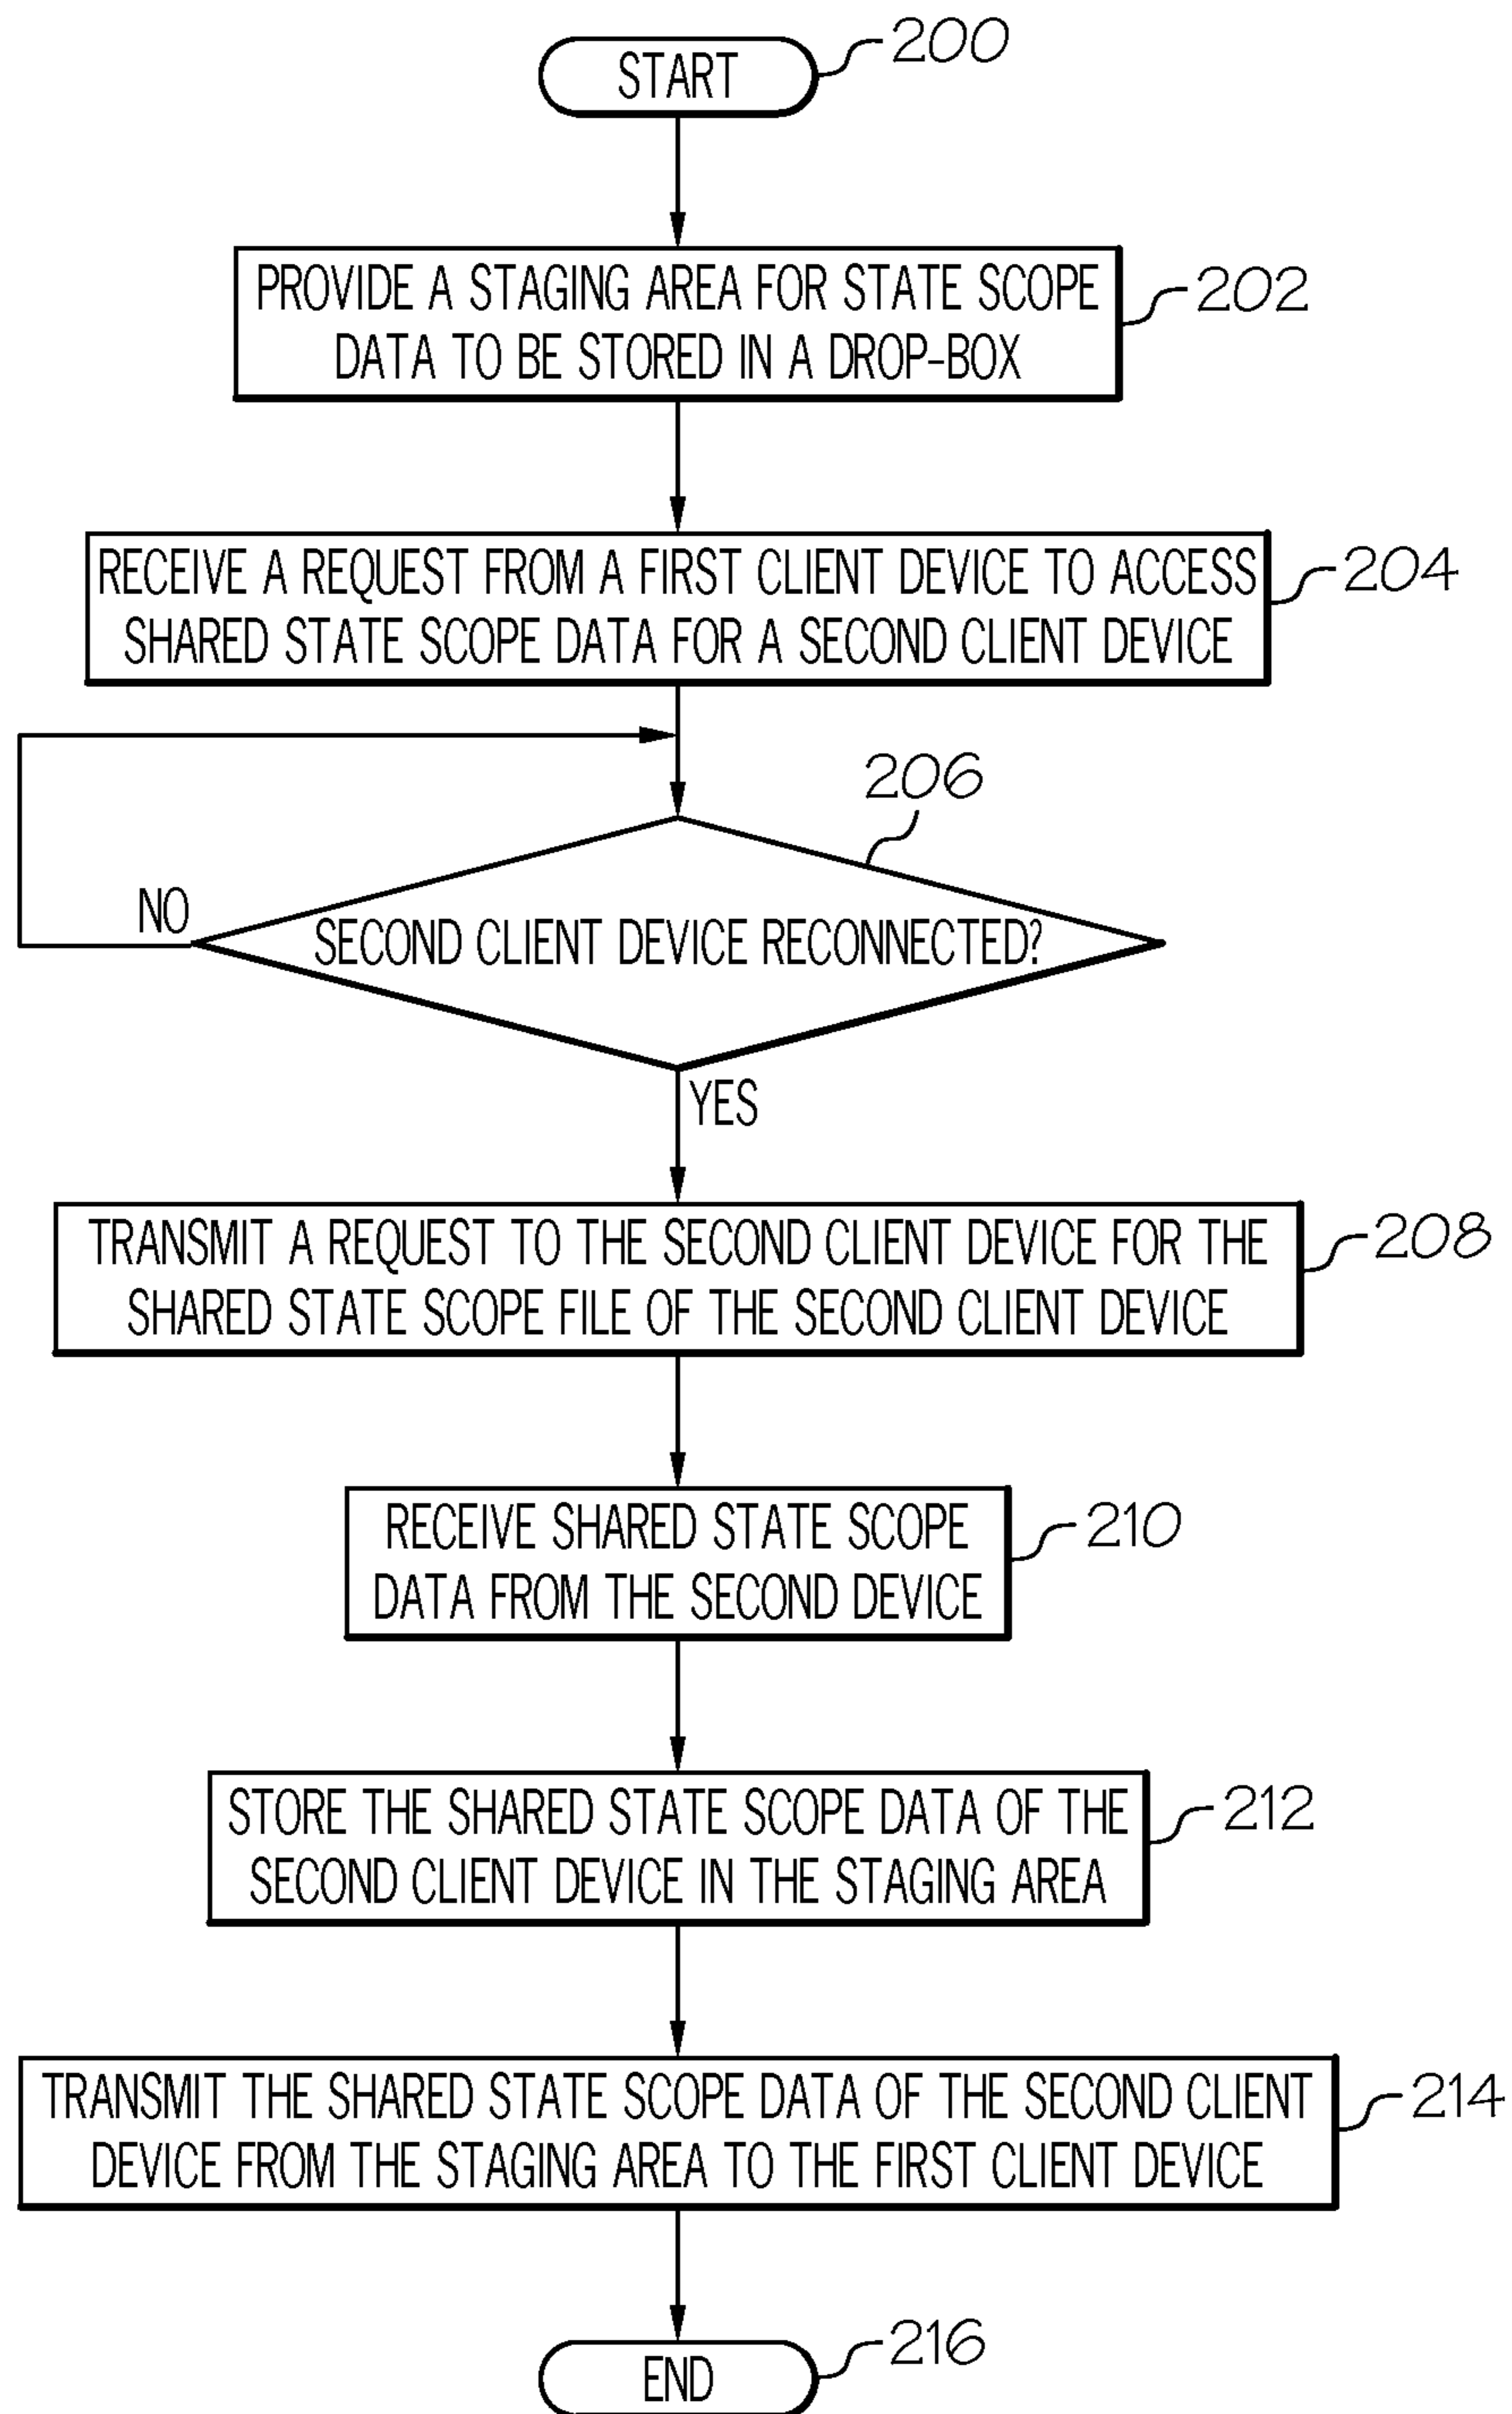 START
200
PROVIDE A STAGING AREA FOR STATE SCOPE
DATA TO BE STORED IN A DROP-BOX
202
RECEIVE A REQUEST FROM A FIRST CLIENT DEVICE TO ACCESS
SHARED STATE SCOPE DATA FOR A SECOND CLIENT DEVICE
204
206
NO
SECOND CLIENT DEVICE RECONNECTED?
YES
TRANSMIT A REQUEST TO THE SECOND CLIENT DEVICE FOR THE
SHARED STATE SCOPE FILE OF THE SECOND CLIENT DEVICE
208
RECEIVE SHARED STATE SCOPE
DATA FROM THE SECOND DEVICE
210
STORE THE SHARED STATE SCOPE DATA OF THE
SECOND CLIENT DEVICE IN THE STAGING AREA
212
TRANSMIT THE SHARED STATE SCOPE DATA OF THE SECOND CLIENT
DEVICE FROM THE STAGING AREA TO THE FIRST CLIENT DEVICE
214
END
216